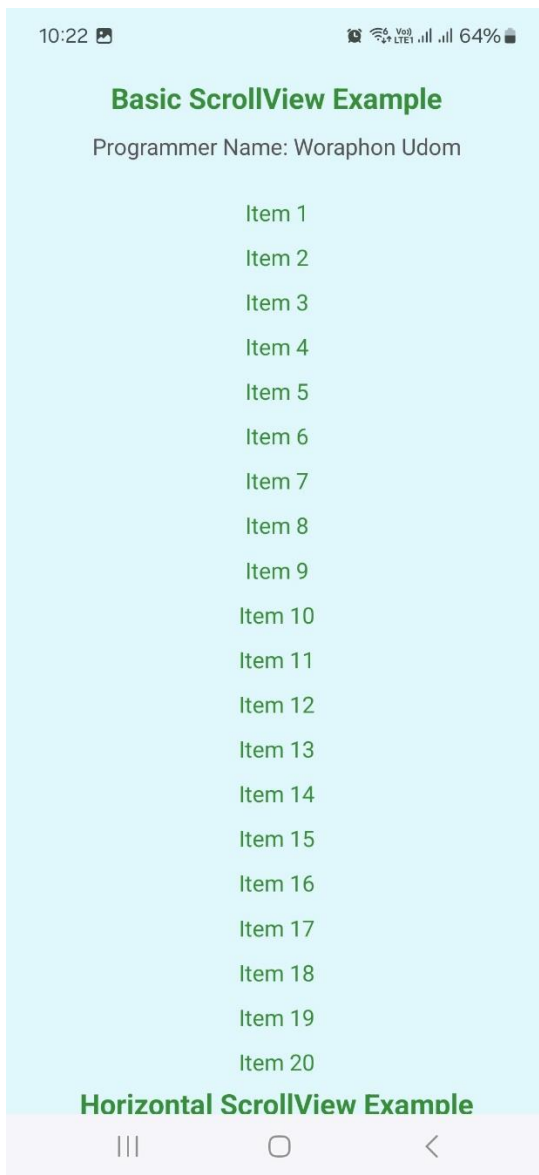 10:22
Voo) LTE1 64%
Basic ScrollView Example
Programmer Name: Woraphon Udom
Item 1
Item 2
Item 3
Item 4
Item 5
Item 6
Item 7
Item 8
Item 9
Item 10
Item 11
Item 12
Item 13
Item 14
Item 15
Item 16
Item 17
Item 18
Item 19
Item 20
Horizontal ScrollView Example